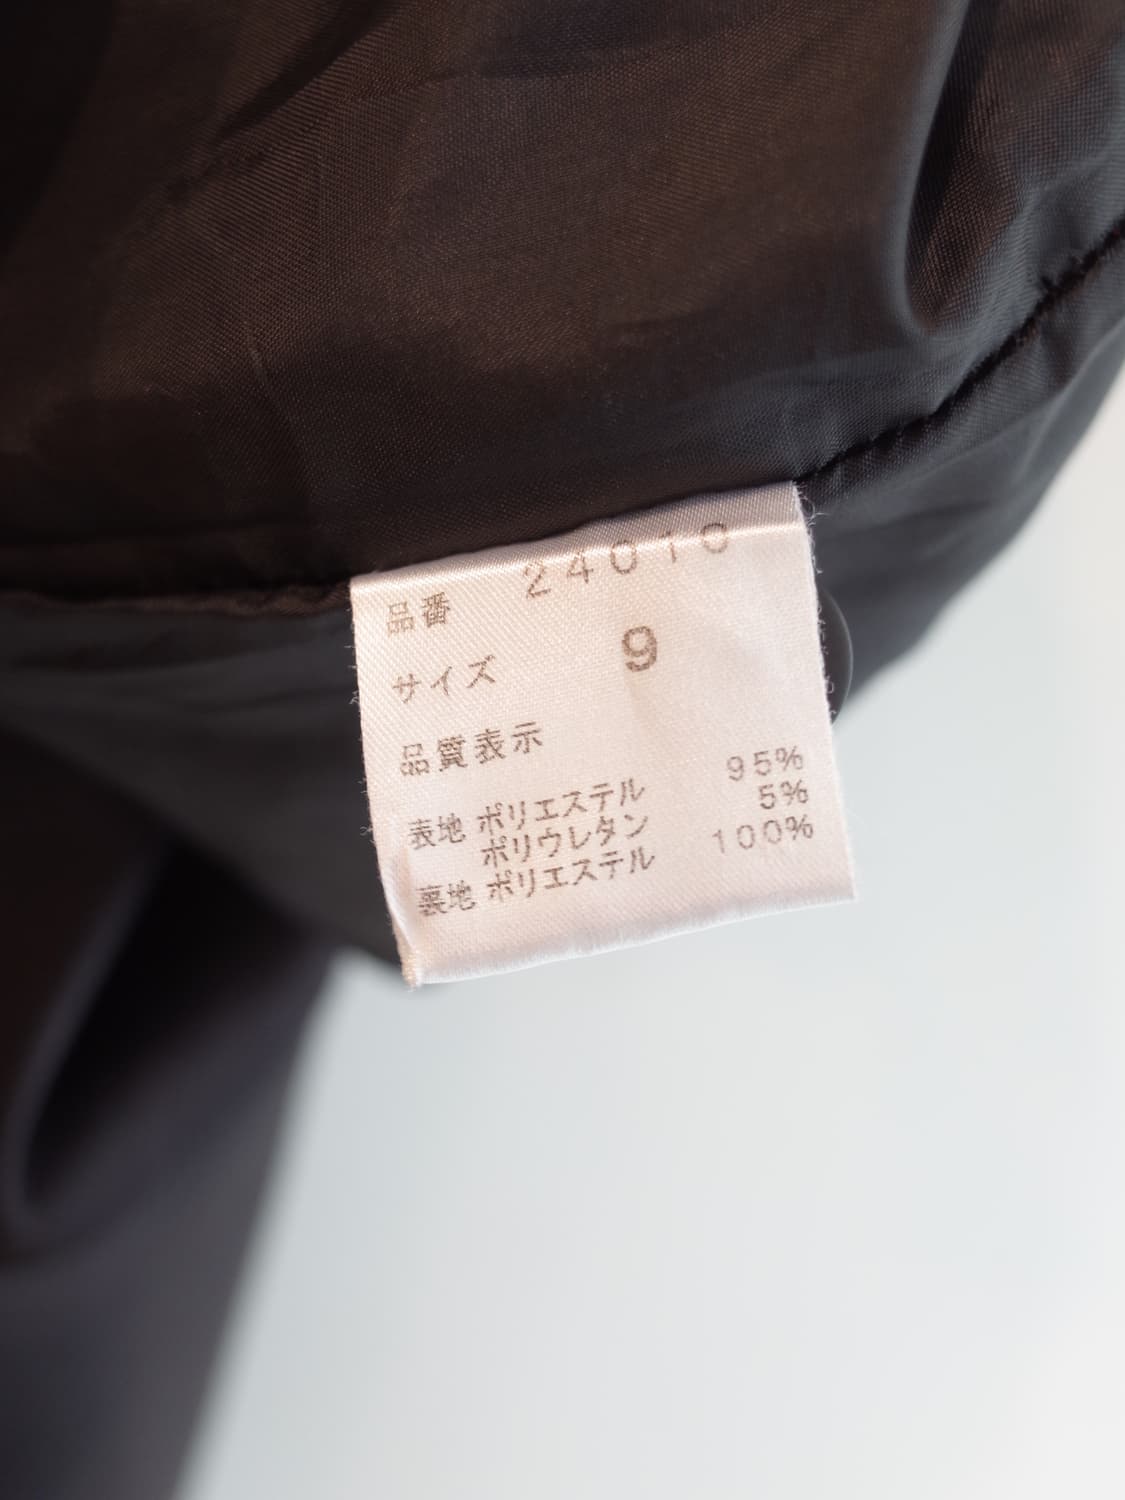 品番 24010
サイズ 9
品質表示
表地 ポリエステル 95%
ポリウレタン 5%
裏地 ポリエステル 100%